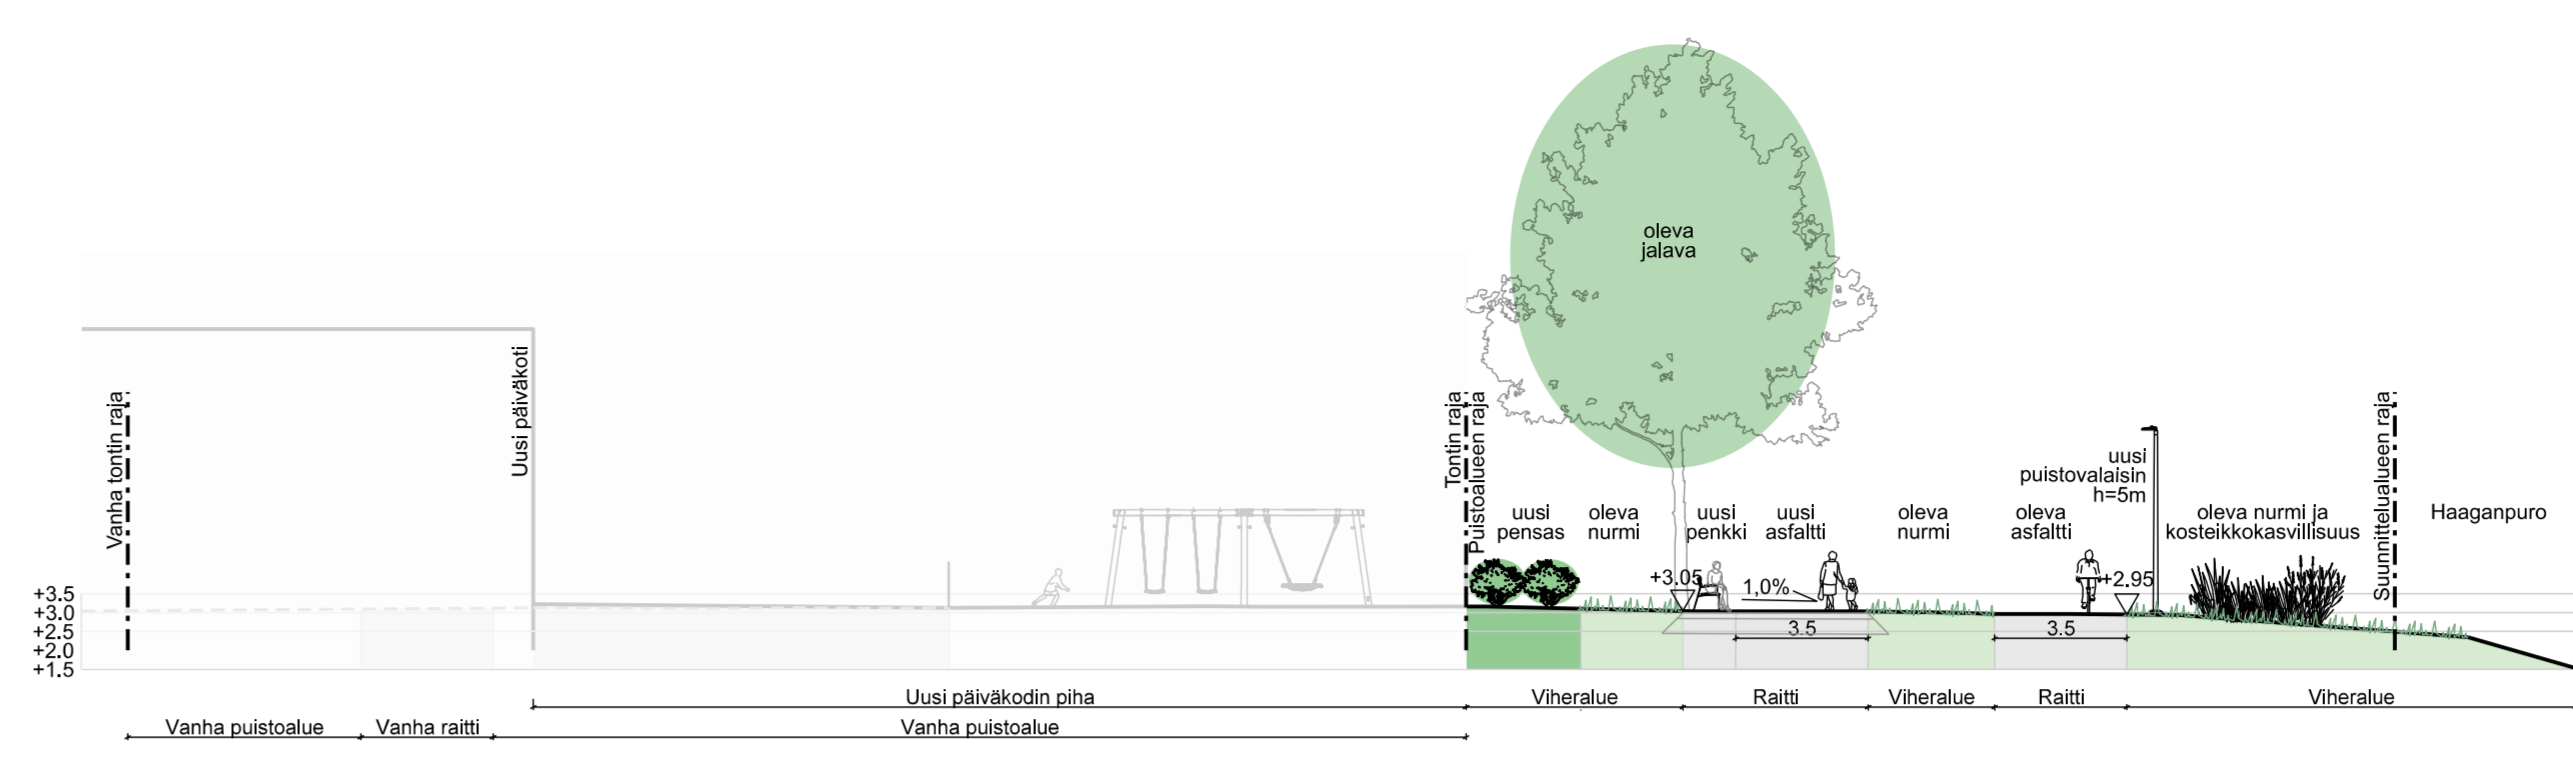 oleva
jalava
Vanha tontin raja
Uusi päiväkoti
Tontin raja
Puistoalueen raja
uusi
pensas
oleva
nurmi
uusi
penkki
uusi
asfaltti
oleva
nurmi
oleva
asfaltti
uusi
puistovalaisin
h=5m
oleva nurmi ja
kosteikkokasvillisuus
Suunnittelualueen raja
Haaganpuro
+3.05
1,0%
+2.95
+3.5
+3.0
+2.5
+2.0
+1.5
3.5
3.5
Uusi päiväkodin piha
Viheralue
Raitti
Viheralue
Raitti
Viheralue
Vanha puistoalue
Vanha raitti
Vanha puistoalue